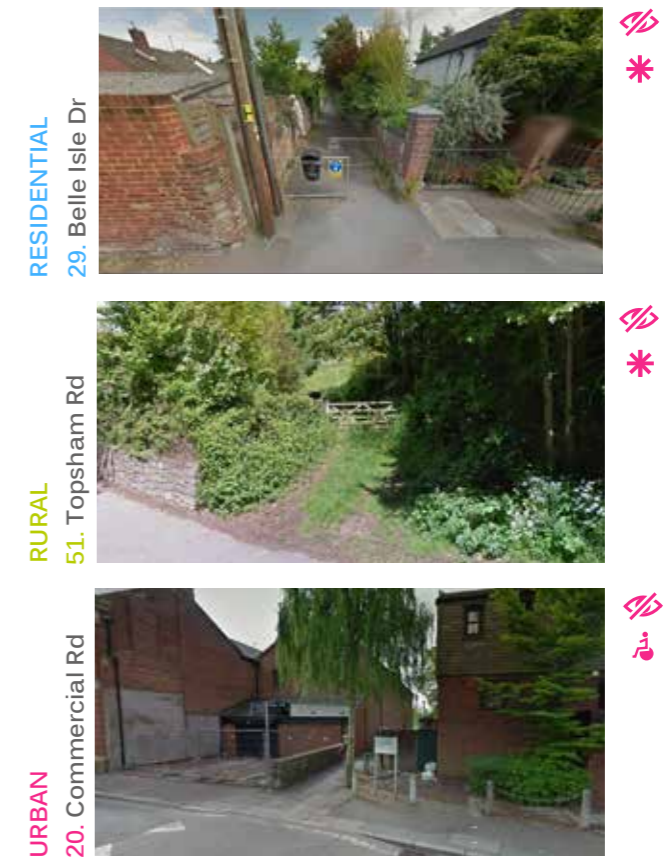 RESIDENTIAL
29. Belle Isle Dr
RURAL
51. Topsham Rd
URBAN
20. Commercial Rd